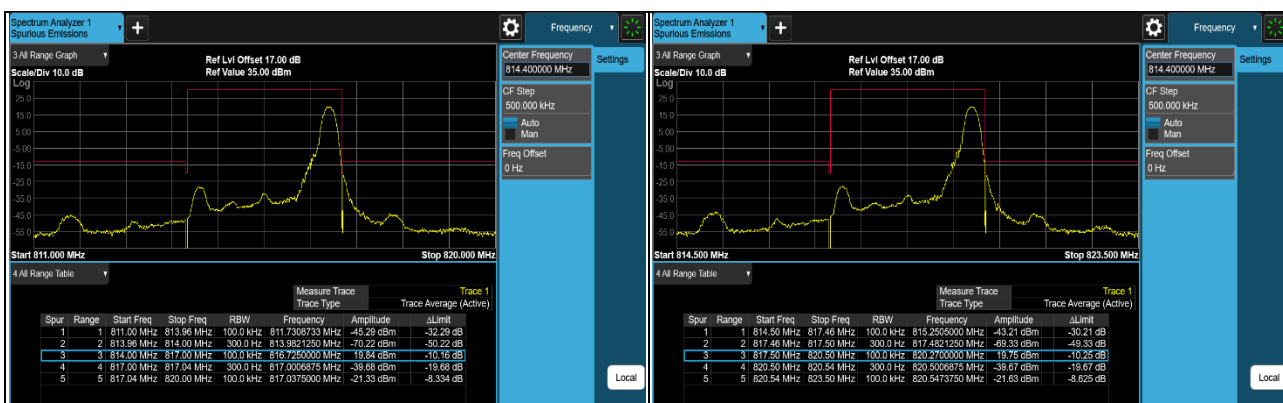 Spectrum Analyzer 1
Spurious Emissions
+
Frequency
3 All Range Graph
Ref Lvl Offset 17.00 dB
Scale/Div 10.0 dB
Ref Value 35.00 dBm
Log
25.0
15.0
5.00
-5.00
-15.0
-25.0
-35.0
-45.0
-55.0
Start 811.000 MHz
Stop 820.000 MHz
Center Frequency
814.400000 MHz
Settings
CF Step
500.000 kHz
Auto
Man
Freq Offset
0 Hz
4 All Range Table
Measure Trace Trace 1
Trace Type Trace Average (Active)
Spur Range Start Freq Stop Freq RBW Frequency Amplitude ΔLimit
1 1 811.00 MHz 813.96 MHz 100.0 kHz 811.7308733 MHz -45.29 dBm -32.29 dB
2 2 813.96 MHz 814.00 MHz 300.0 Hz 813.9821250 MHz -70.22 dBm -50.22 dB
3 3 814.00 MHz 817.00 MHz 100.0 kHz 816.7250000 MHz 19.84 dBm -10.16 dB
4 4 817.00 MHz 817.04 MHz 300.0 Hz 817.0006875 MHz -39.68 dBm -19.68 dB
5 5 817.04 MHz 820.00 MHz 100.0 kHz 817.0375000 MHz -21.33 dBm -8.334 dB
Local
Spectrum Analyzer 1
Spurious Emissions
+
Frequency
3 All Range Graph
Ref Lvl Offset 17.00 dB
Scale/Div 10.0 dB
Ref Value 35.00 dBm
Log
25.0
15.0
5.00
-5.00
-15.0
-25.0
-35.0
-45.0
-55.0
Start 814.500 MHz
Stop 823.500 MHz
Center Frequency
814.400000 MHz
Settings
CF Step
500.000 kHz
Auto
Man
Freq Offset
0 Hz
4 All Range Table
Measure Trace Trace 1
Trace Type Trace Average (Active)
Spur Range Start Freq Stop Freq RBW Frequency Amplitude ΔLimit
1 1 814.50 MHz 817.46 MHz 100.0 kHz 815.2505000 MHz -43.21 dBm -30.21 dB
2 2 817.46 MHz 817.50 MHz 300.0 Hz 817.4821250 MHz -69.33 dBm -49.33 dB
3 3 817.50 MHz 820.50 MHz 100.0 kHz 820.2700000 MHz 19.75 dBm -10.25 dB
4 4 820.50 MHz 820.54 MHz 300.0 Hz 820.5006875 MHz -39.67 dBm -19.67 dB
5 5 820.54 MHz 823.50 MHz 100.0 kHz 820.5473750 MHz -21.63 dBm -8.625 dB
Local